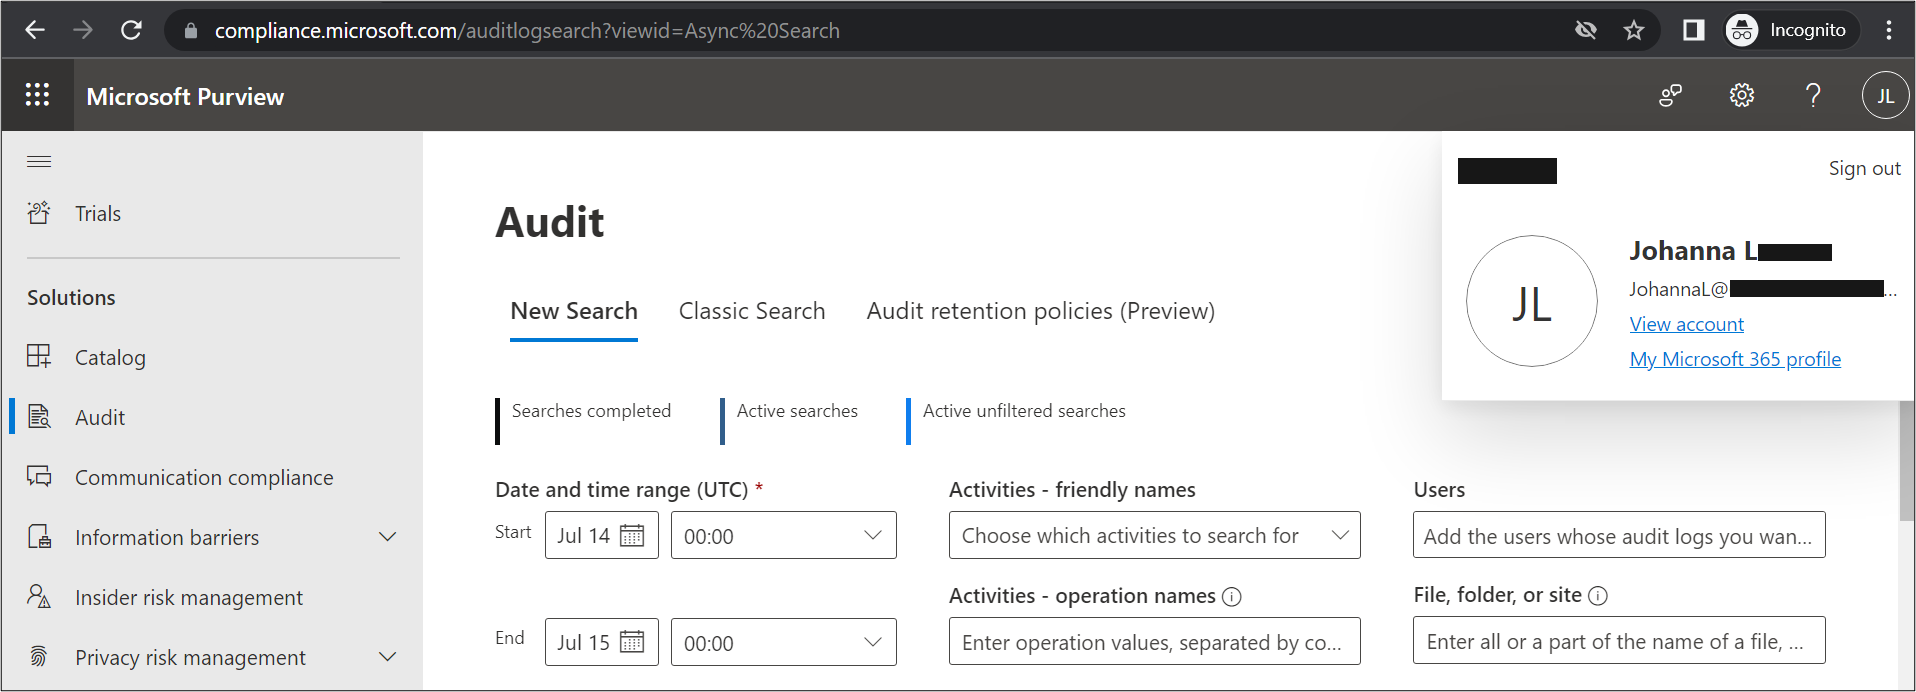 compliance.microsoft.com/auditlogsearch?viewid=Async%20Search
Incognito
Microsoft Purview
JL
Sign out
Trials
Audit
Johanna L
JohannaL@ ...
JL
View account
My Microsoft 365 profile
Solutions
New Search Classic Search Audit retention policies (Preview)
Catalog
Audit
Searches completed Active searches Active unfiltered searches
Communication compliance
Date and time range (UTC) * Activities - friendly names Users
Start Jul 14 00:00 Choose which activities to search for Add the users whose audit logs you wan...
Information barriers
Insider risk management
Activities - operation names File, folder, or site
End Jul 15 00:00 Enter operation values, separated by co... Enter all or a part of the name of a file, ...
Privacy risk management